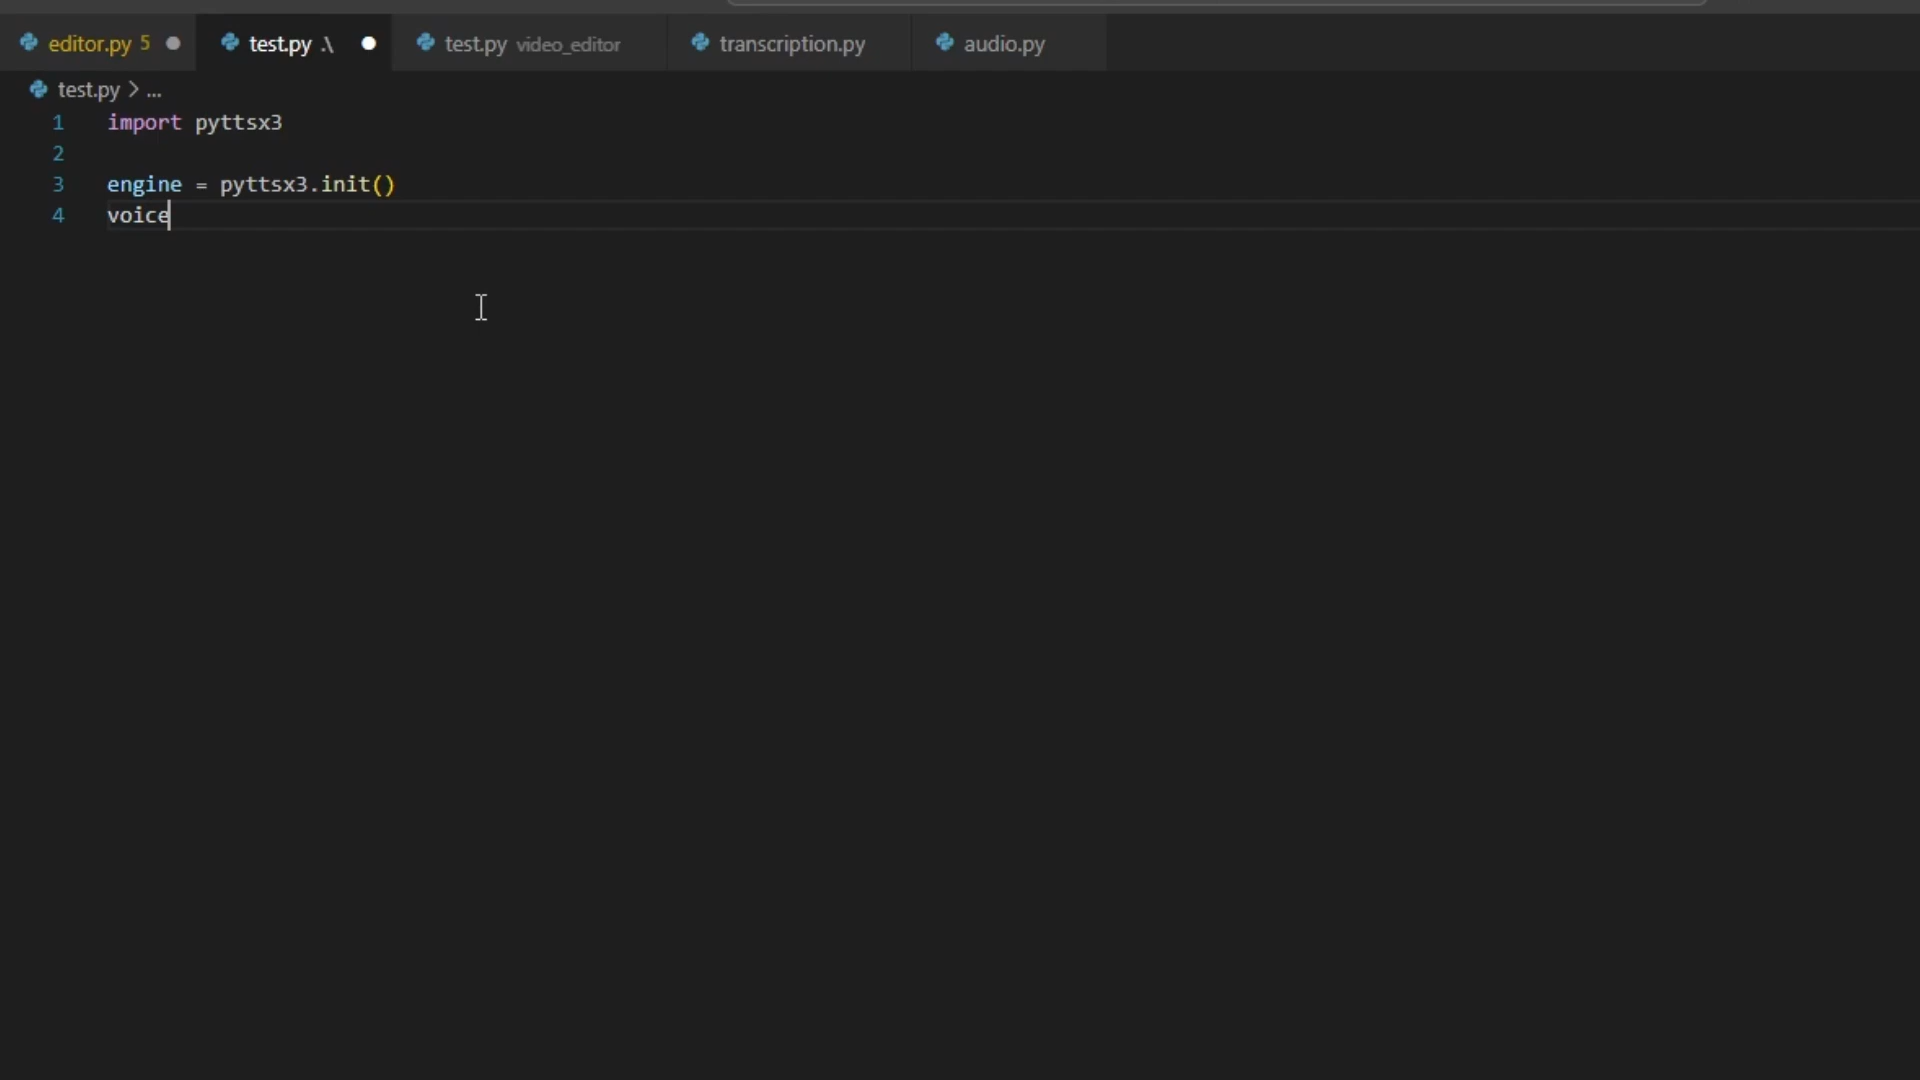 editor.py 5 test.py .\ test.py video_editor transcription.py audio.py
test.py > ...
1 import pyttsx3
2
3 engine = pyttsx3.init()
4 voice